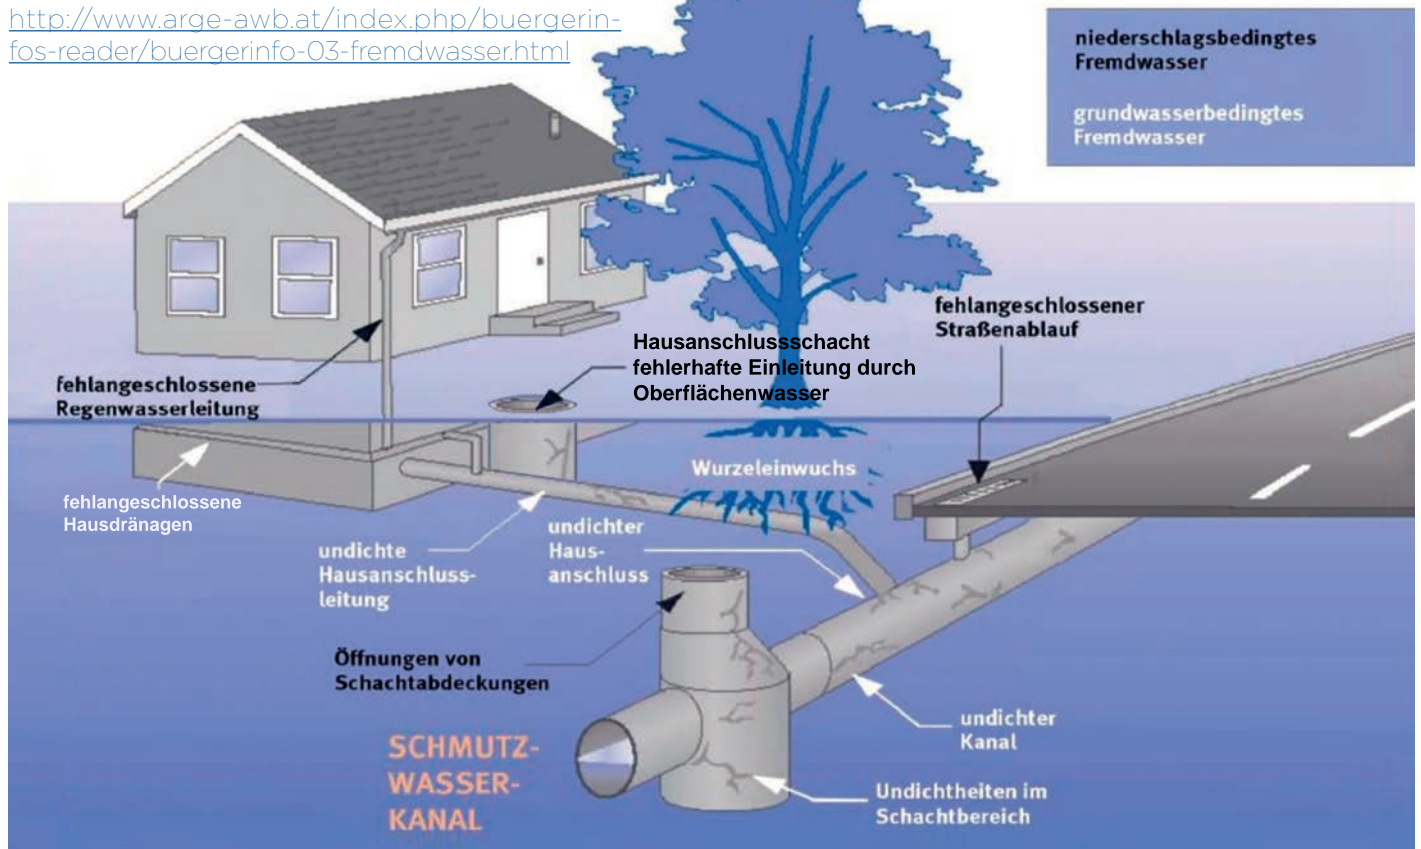 http://www.arge-awb.at/index.php/buergerin-
fos-reader/buergerinfo-03-fremdwasser.html
niederschlagsbedingtes
Fremdwasser
grundwasserbedingtes
Fremdwasser
fehlangeschlossener
Straßenablauf
Hausanschlussschacht
fehlerhafte Einleitung durch
Oberflächenwasser
fehlangeschlossene
Regenwasserleitung
Wurzeleinwuchs
fehlangeschlossene
Hausdränagen
undichte
Hausanschluss-
leitung
undichter
Haus-
anschluss
Öffnungen von
Schachtabdeckungen
SCHMUTZ-
WASSER-
KANAL
undichter
Kanal
Undichtheiten im
Schachtbereich